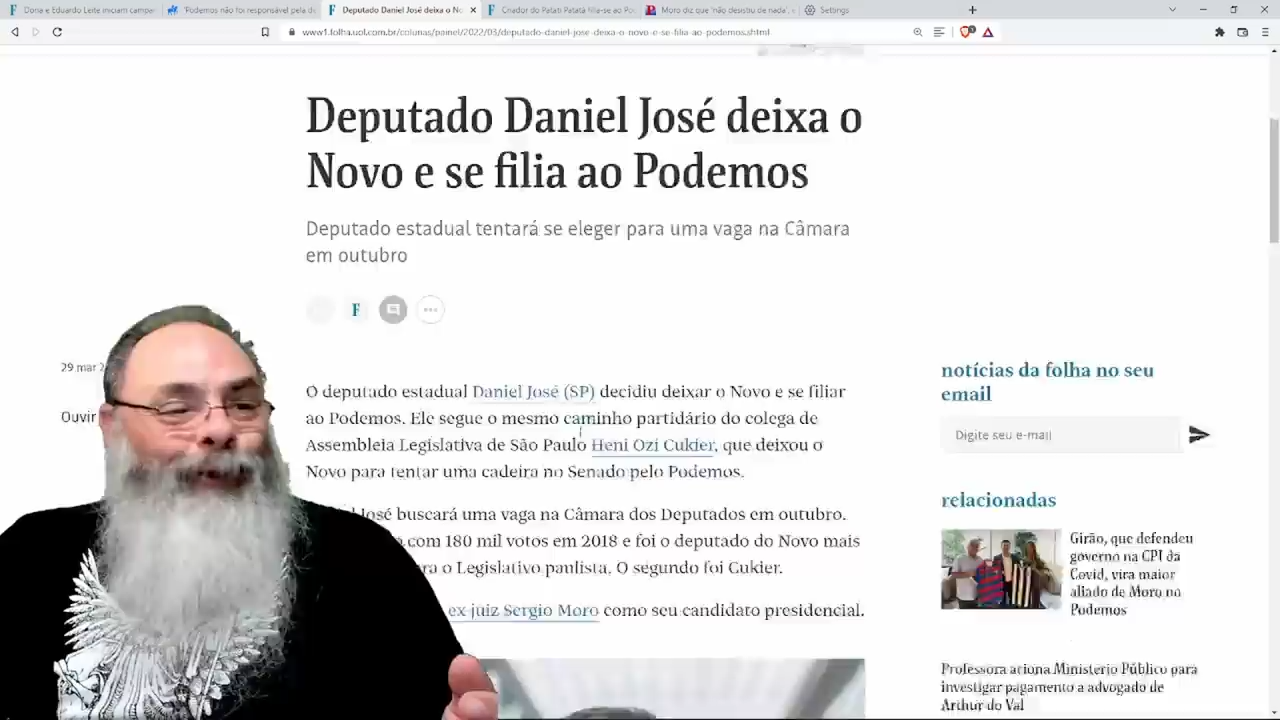 Doria e Eduardo Leite iniciam campan
'Podemos não foi responsável pela d
Deputado Daniel José deixa o No
Criador do Patati Patatá filia-se ao Po
Moro diz que 'não desistiu de nada',
Settings
www1.folha.uol.com.br/colunas/painel/2022/03/deputado-daniel-jose-deixa-o-novo-e-se-filia-ao-podemos.shtml
Deputado Daniel José deixa o
Novo e se filia ao Podemos
Deputado estadual tentará se eleger para uma vaga na Câmara
em outubro
F
29 mar 2
Ouvir
O deputado estadual Daniel José (SP) decidiu deixar o Novo e se filiar
ao Podemos. Ele segue o mesmo caminho partidário do colega de
Assembleia Legislativa de São Paulo Heni Ozi Cukier, que deixou o
Novo para tentar uma cadeira no Senado pelo Podemos.
José buscará uma vaga na Câmara dos Deputados em outubro.
com 180 mil votos em 2018 e foi o deputado do Novo mais
ra o Legislativo paulista. O segundo foi Cukier.
ex-juiz Sergio Moro como seu candidato presidencial.
notícias da folha no seu
email
Digite seu e-mail
relacionadas
Girão, que defendeu
governo na CPI da
Covid, vira maior
aliado de Moro no
Podemos
Professora aciona Ministério Público para
investigar pagamento a advogado de
Arthur do Val